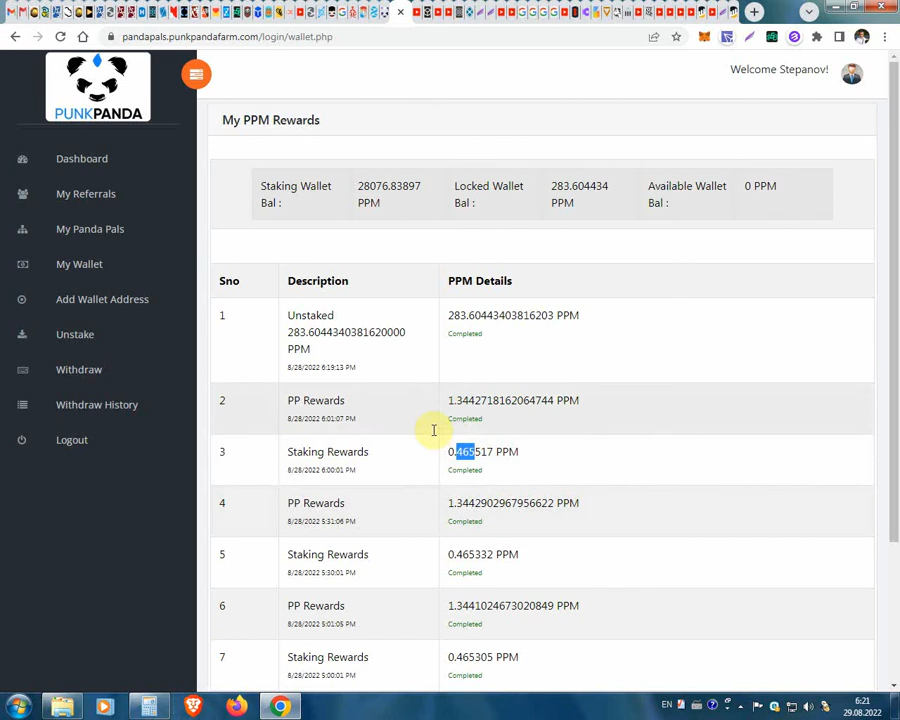 pandapals.punkpandafarm.com/login/wallet.php
PUNKPANDA
Welcome Stepanov!
Dashboard
My Referrals
My Panda Pals
My Wallet
Add Wallet Address
Unstake
Withdraw
Withdraw History
Logout
My PPM Rewards
Staking Wallet Bal :
28076.83897 PPM
Locked Wallet Bal :
283.604434 PPM
Available Wallet Bal :
0 PPM
Sno Description PPM Details
1 Unstaked 283.60443403816203 PPM
283.6044340381620000 Completed
PPM
8/28/2022 6:19:13 PM
2 PP Rewards 1.3442718162064744 PPM
8/28/2022 6:01:07 PM Completed
3 Staking Rewards 0.465517 PPM
8/28/2022 6:00:01 PM Completed
4 PP Rewards 1.3442902967956622 PPM
8/28/2022 5:31:06 PM Completed
5 Staking Rewards 0.465332 PPM
8/28/2022 5:30:01 PM Completed
6 PP Rewards 1.3441024673020849 PPM
8/28/2022 5:01:05 PM Completed
7 Staking Rewards 0.465305 PPM
8/28/2022 5:00:01 PM Completed
EN
6:21
29.08.2022